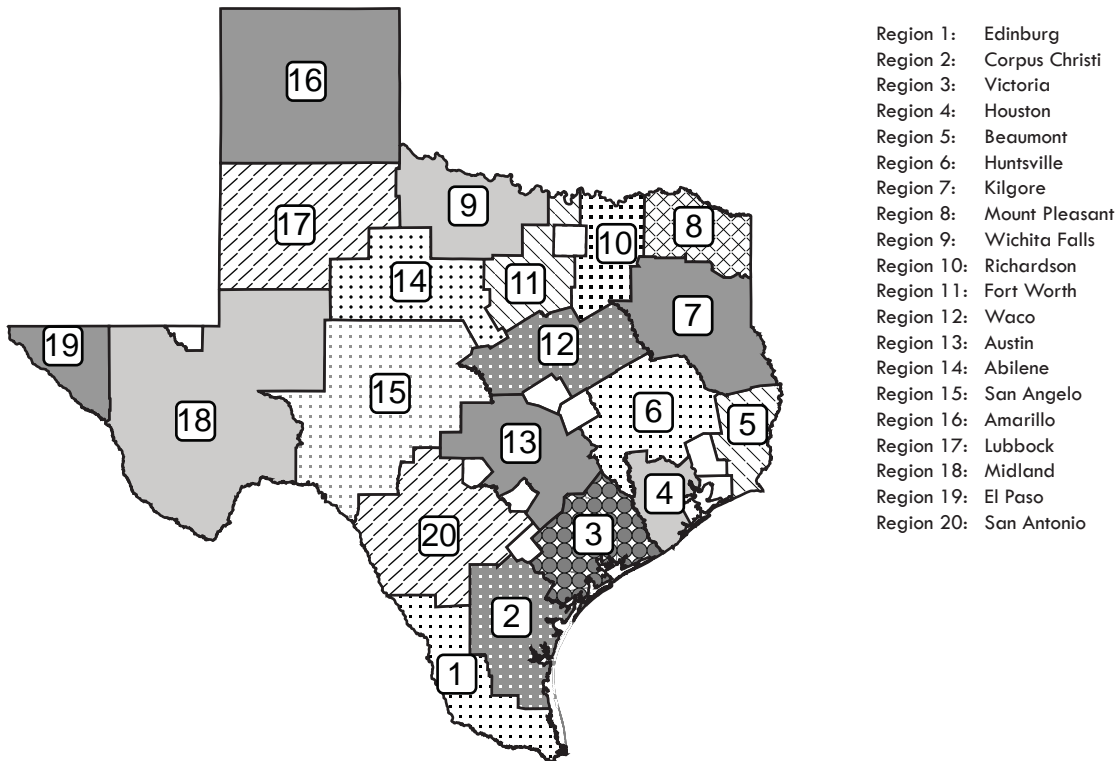 16
17
9
10
8
14
11
7
19
12
15
18
6
5
13
4
20
3
2
1
Region 1: Edinburg
Region 2: Corpus Christi
Region 3: Victoria
Region 4: Houston
Region 5: Beaumont
Region 6: Huntsville
Region 7: Kilgore
Region 8: Mount Pleasant
Region 9: Wichita Falls
Region 10: Richardson
Region 11: Fort Worth
Region 12: Waco
Region 13: Austin
Region 14: Abilene
Region 15: San Angelo
Region 16: Amarillo
Region 17: Lubbock
Region 18: Midland
Region 19: El Paso
Region 20: San Antonio